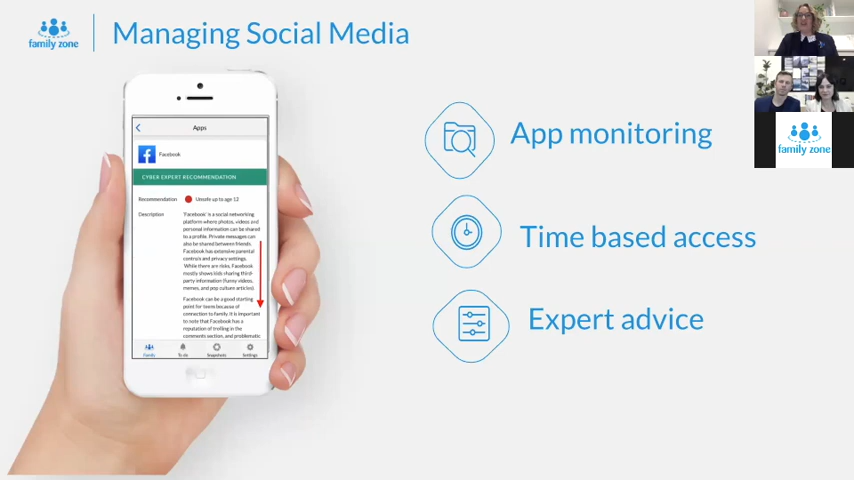 family zone
Managing Social Media
Apps
Facebook
CYBER EXPERT RECOMMENDATION
Recommendation
Unsafe up to age 12
Description
'Facebook' is a social networking
platform where photos, videos and
personal information can be shared
to a profile. Private messages can
also be shared between friends.
Facebook has extensive parental
controls and privacy settings.
While there are risks, Facebook
mostly shows kids sharing third-
party information (funny videos,
memes, and pop culture articles).
Facebook can be a good starting
point for teens because of
connection to family. It is important
to note that Facebook has a
reputation of trolling in the
comments section, and problematic
Family
To do
Snapshots
Settings
App monitoring
Time based access
Expert advice
family zone